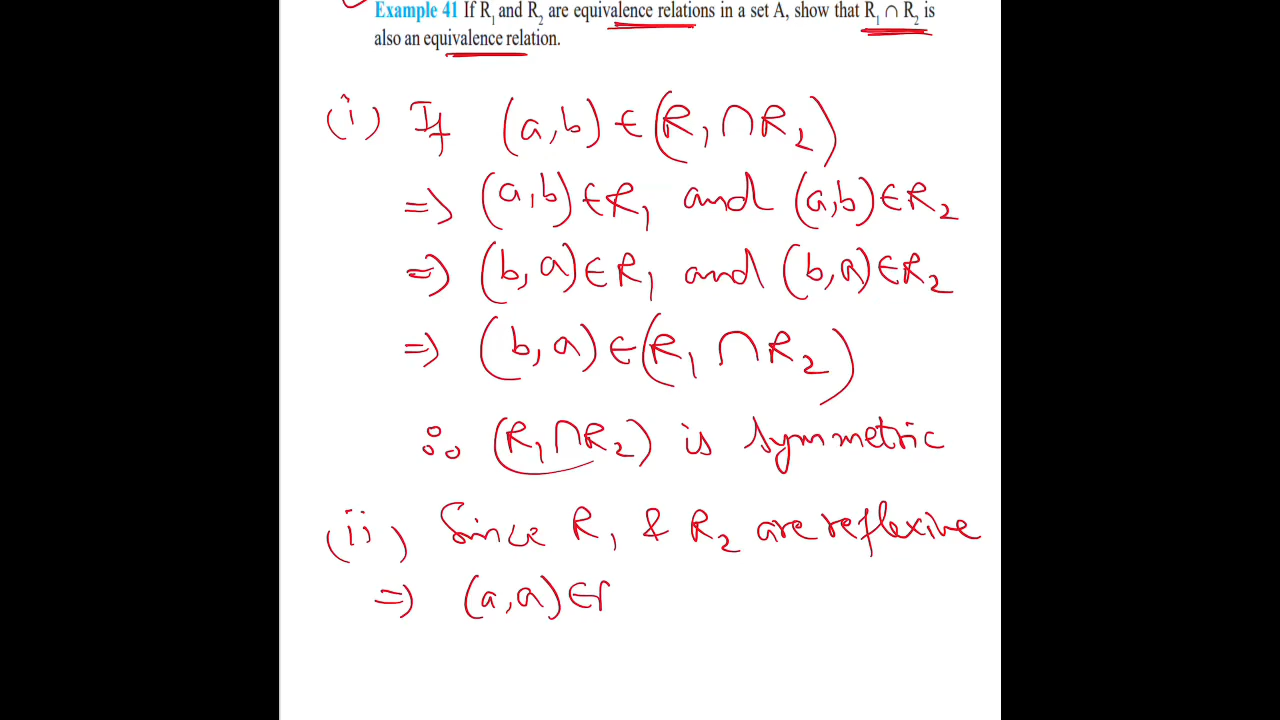 Example 41 If R₁ and R₂ are equivalence relations in a set A, show that R₁ ∩ R₂ is
also an equivalence relation.
(i) If (a,b) ∈ (R₁ ∩ R₂)
=> (a,b) ∈ R₁ and (a,b) ∈ R₂
=> (b,a) ∈ R₁ and (b,a) ∈ R₂
=> (b,a) ∈ (R₁ ∩ R₂)
∴ (R₁ ∩ R₂) is symmetric
(ii) Since R₁ & R₂ are reflexive
=> (a,a) ∈